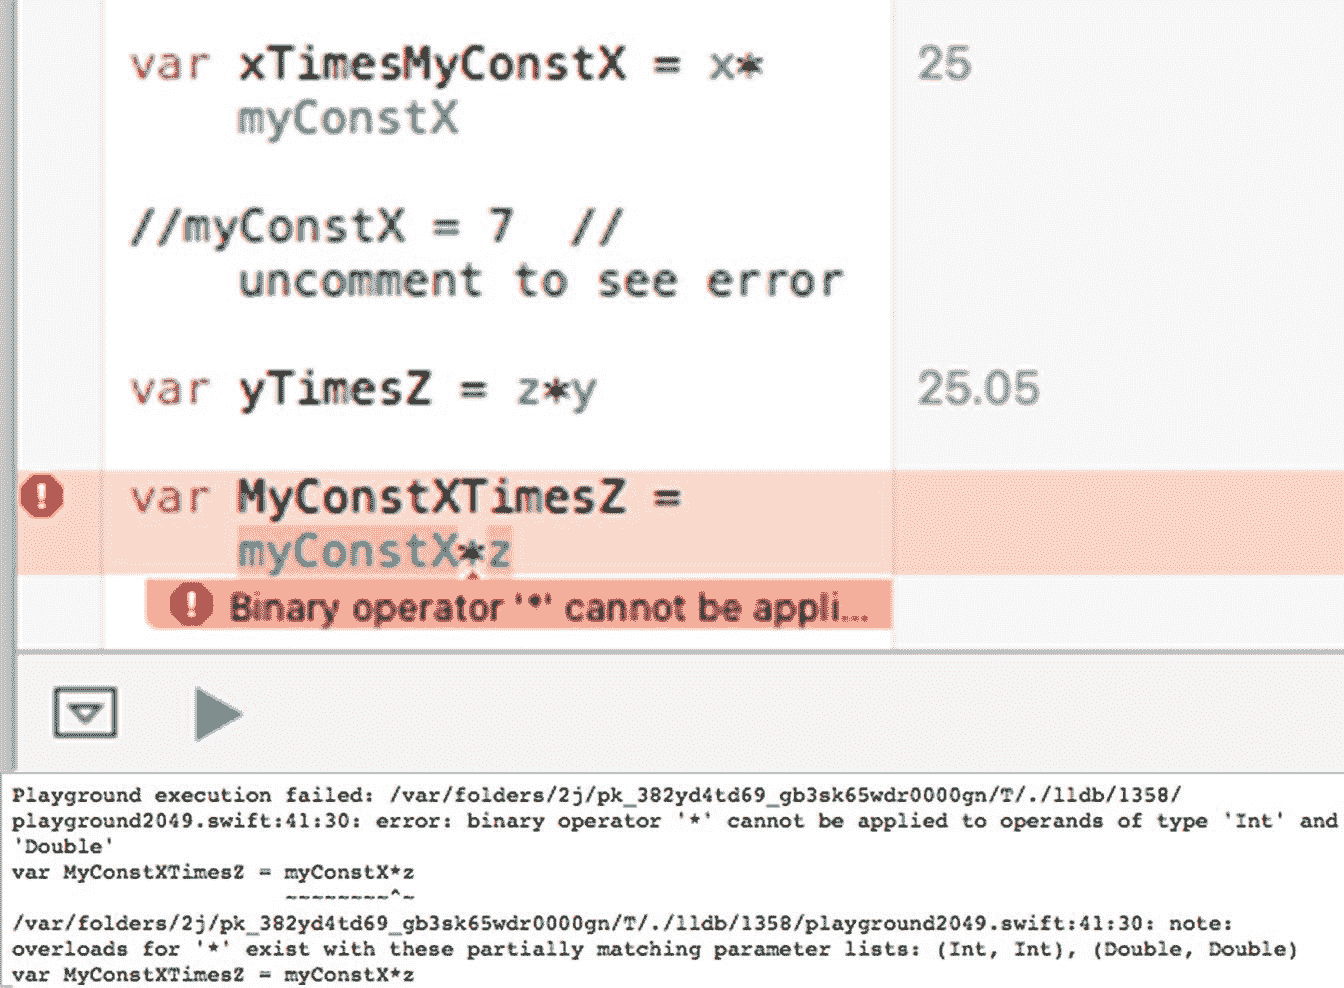 var xTimesMyConstX = x*
25
myConstX
//myConstX = 7 //
uncomment to see error
var yTimesZ = z*y
25.05
var MyConstXTimesZ =
myConstX*z
Binary operator '*' cannot be appli...
Playground execution failed: /var/folders/2j/pk_382yd4td69_gb3sk65wdr0000gn/T/./lldb/1358/
playground2049.swift:41:30: error: binary operator '*' cannot be applied to operands of type 'Int' and
'Double'
var MyConstXTimesZ = myConstX*z
~~~~~~~~^~
/var/folders/2j/pk_382yd4td69_gb3sk65wdr0000gn/T/./lldb/1358/playground2049.swift:41:30: note:
overloads for '*' exist with these partially matching parameter lists: (Int, Int), (Double, Double)
var MyConstXTimesZ = myConstX*z